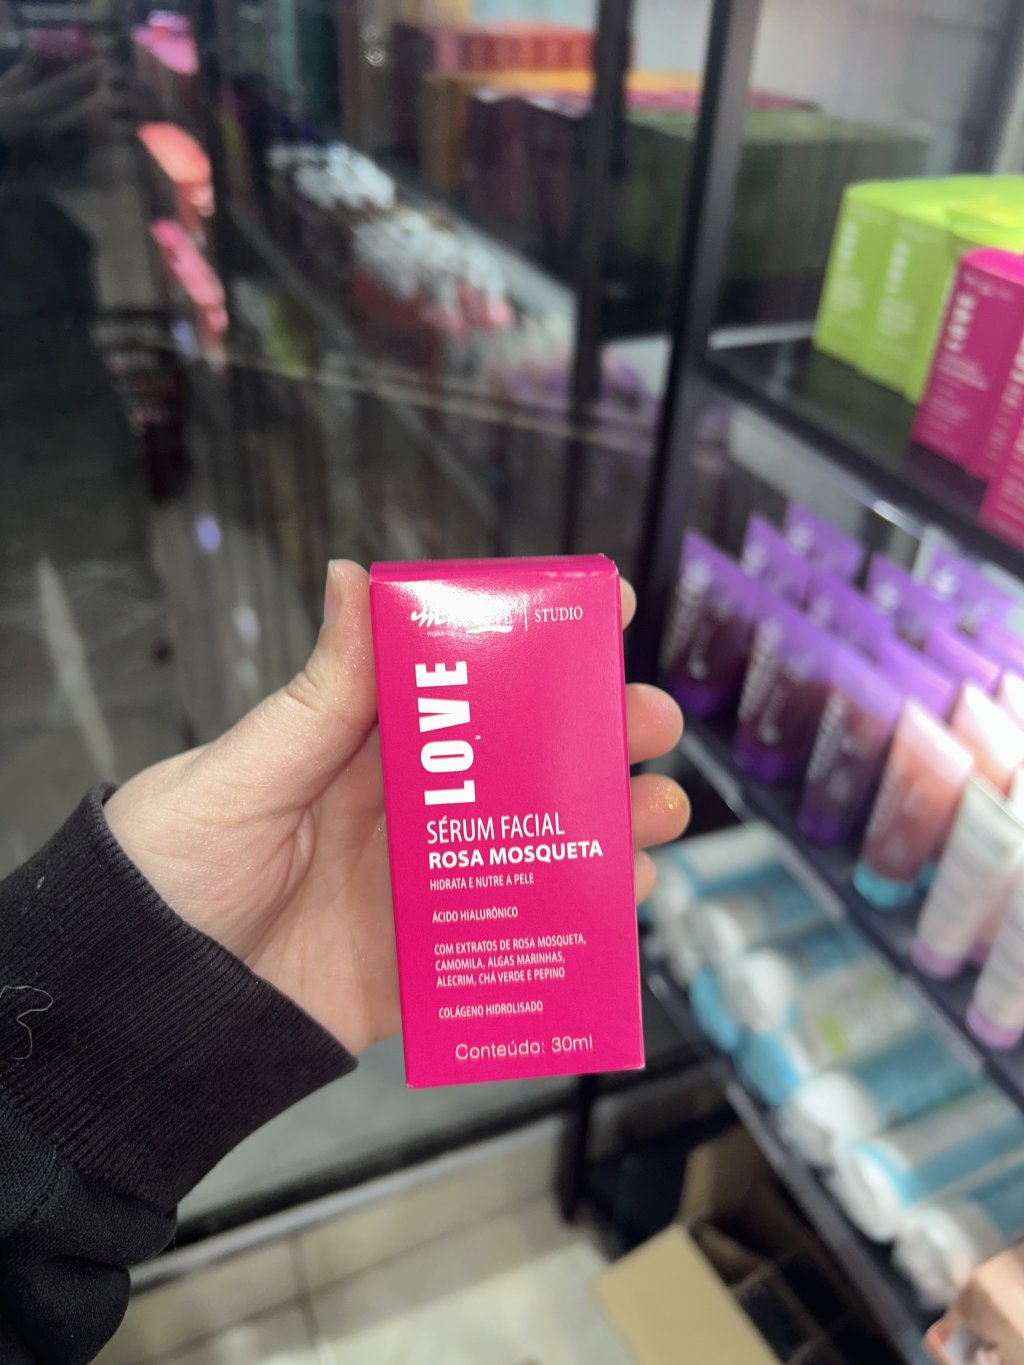 STUDIO
LOVE
SÉRUM FACIAL
ROSA MOSQUETA
HIDRATA E NUTRE A PELE
ÁCIDO HIALURÔNICO
COM EXTRATOS DE ROSA MOSQUETA,
CAMOMILA, ALGAS MARINHAS,
ALECRIM, CHÁ VERDE E PEPINO
COLÁGENO HIDROLISADO
Conteúdo: 30ml
LOVE